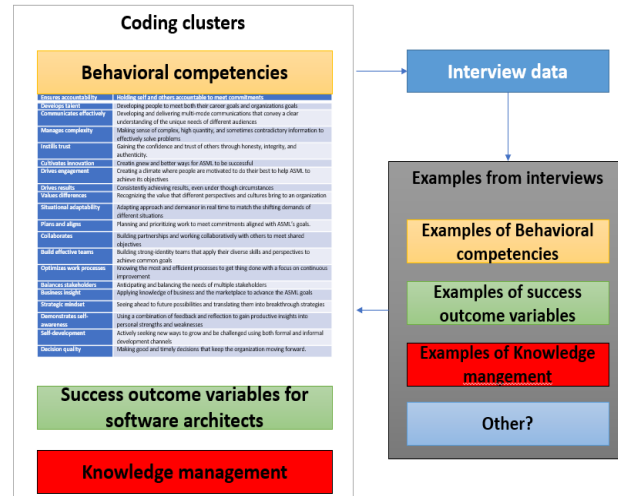 Coding clusters
Behavioral competencies
Ensures accountability Holding self and others accountable to meet commitments
Develops talent Developing people to meet both their career goals and organizations goals
Communicates effectively Developing and delivering multi-mode communications that convey a clear
understanding of the unique needs of different audiences
Manages complexity Making sense of complex, high quantity, and sometimes contradictory information to
effectively solve problems
Instills trust Gaining the confidence and trust of others through honesty, integrity, and
authenticity.
Cultivates innovation Creatin grew and better ways for ASML to be successful
Drives engagement Creating a climate where people are motivated to do their best to help ASML to
achieve its objectives
Drives results Consistently achieving results, even under though circumstances
Values differences Recognizing the value that different perspectives and cultures bring to an organization
Situational adaptability Adapting approach and demeanor in real time to match the shifting demands of
different situations
Plans and aligns Planning and prioritizing work to meet commitments aligned with ASML's goals.
Collaborates Building partnerships and working collaboratively with others to meet shared
objectives
Build effective teams Building strong-identity teams that apply their diverse skills and perspectives to
achieve common goals
Optimises work processes Knowing the most efficient processes to get thing done with a focus on continuous
improvement
Balances stakeholders Anticipating and balancing the needs of multiple stakeholders
Business insight Applying knowledge of business and the marketplace to advance the ASML goals
Strategic mindset Seeing ahead to future possibilities and translating them into breakthrough strategies
Demonstrates self-
awareness Using a combination of feedback and reflection to gain productive insights into
personal strengths and weaknesses
Self-development Actively seeking new ways to grow and be challenged using both formal and informal
development channels
Decision quality Making good and timely decisions that keep the organization moving forward.
Success outcome variables for
software architects
Knowledge management
Interview data
Examples from interviews
Examples of Behavioral
competencies
Examples of success
outcome variables
Examples of Knowledge
mangement
Other?